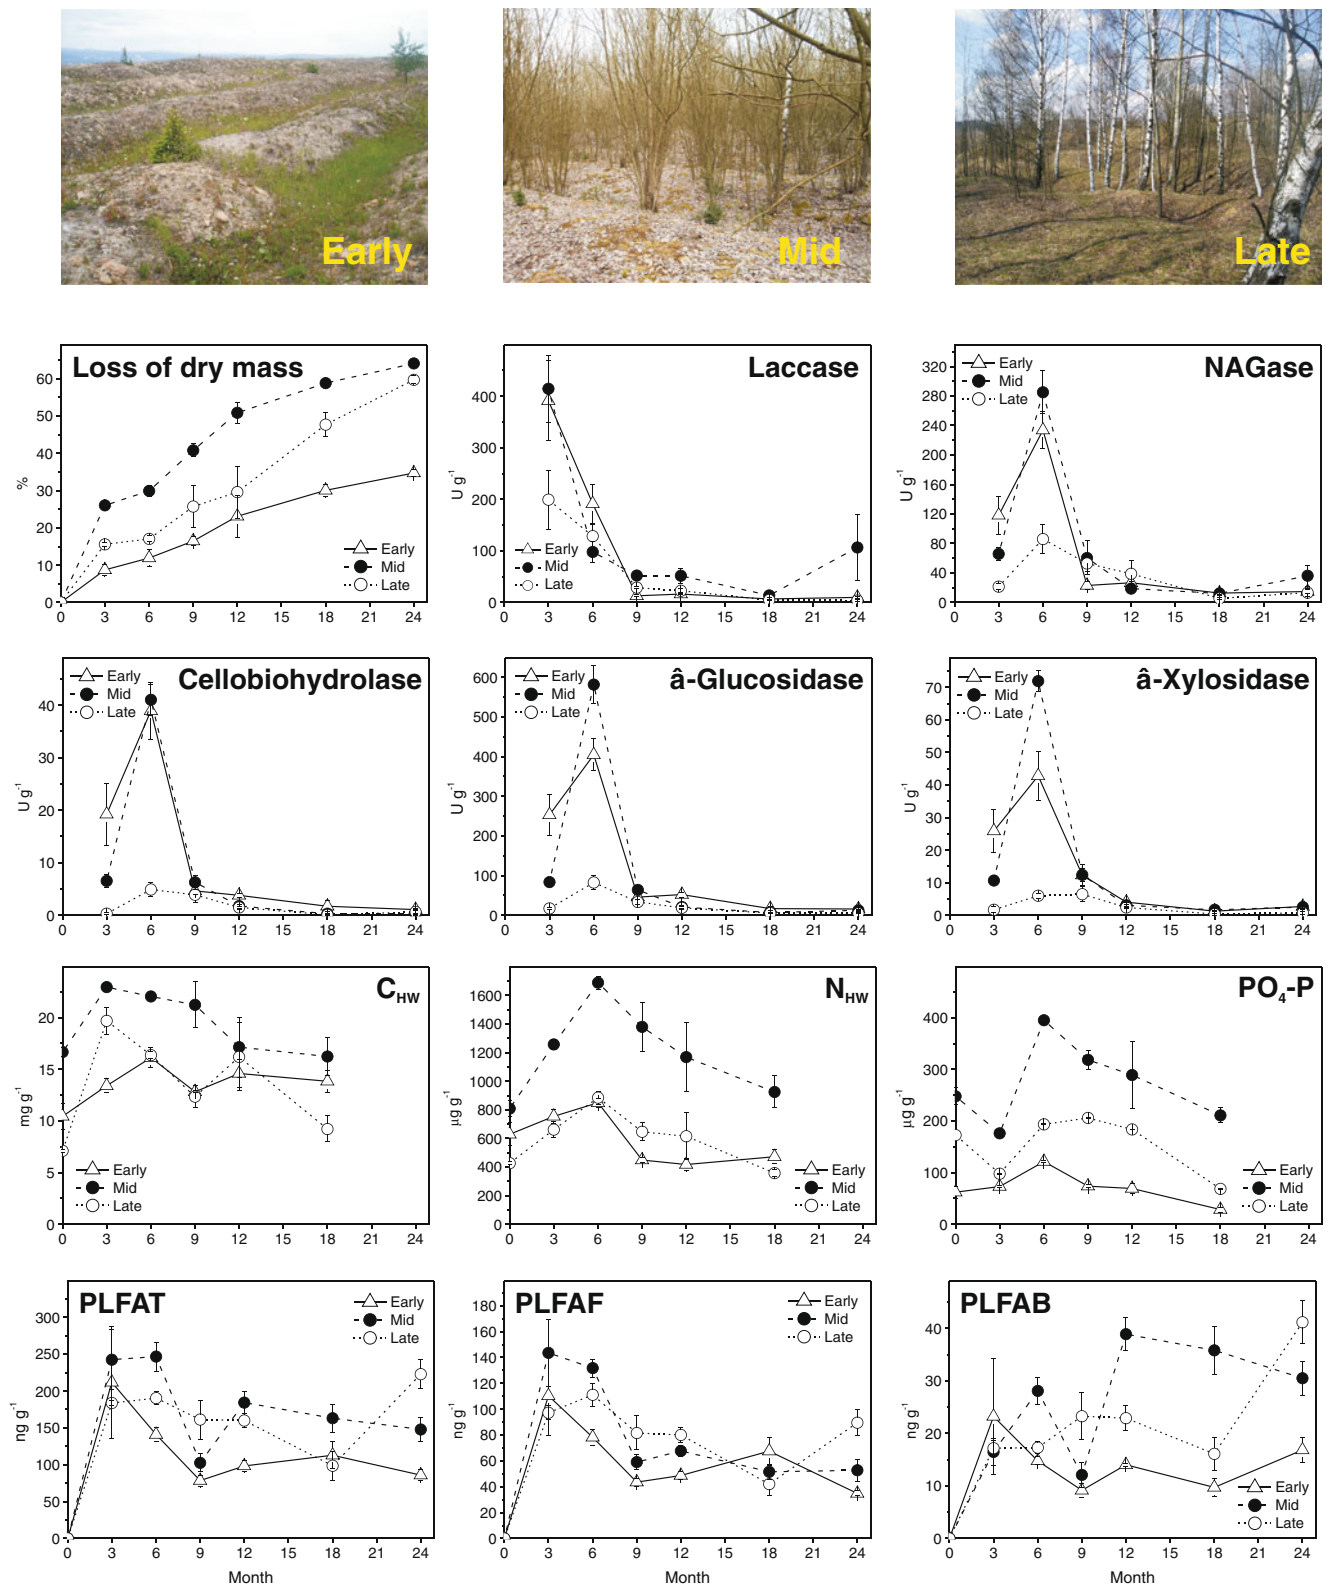 Early
Mid
Late
Loss of dry mass
%
60
50
40
30
20
10
0
0 3 6 9 12 15 18 21 24
Early
Mid
Late
Laccase
U g-1
400
300
200
100
0
0 3 6 9 12 15 18 21 24
Early
Mid
Late
NAGase
U g-1
320
280
240
200
160
120
80
40
0
0 3 6 9 12 15 18 21 24
Early
Mid
Late
Cellobiohydrolase
U g-1
40
30
20
10
0
0 3 6 9 12 15 18 21 24
Early
Mid
Late
â-Glucosidase
U g-1
600
500
400
300
200
100
0
0 3 6 9 12 15 18 21 24
Early
Mid
Late
â-Xylosidase
U g-1
70
60
50
40
30
20
10
0
0 3 6 9 12 15 18 21 24
Early
Mid
Late
CHW
mg g-1
20
15
10
5
0
0 3 6 9 12 15 18 21 24
Early
Mid
Late
NHW
µg g-1
1600
1400
1200
1000
800
600
400
200
0
0 3 6 9 12 15 18 21 24
Early
Mid
Late
PO4-P
µg g-1
400
300
200
100
0
0 3 6 9 12 15 18 21 24
Early
Mid
Late
PLFAT
ng g-1
300
250
200
150
100
50
0
0 3 6 9 12 15 18 21 24
Month
Early
Mid
Late
PLFAF
ng g-1
180
160
140
120
100
80
60
40
20
0
0 3 6 9 12 15 18 21 24
Month
Early
Mid
Late
PLFAB
ng g-1
40
30
20
10
0
0 3 6 9 12 15 18 21 24
Month
Early
Mid
Late